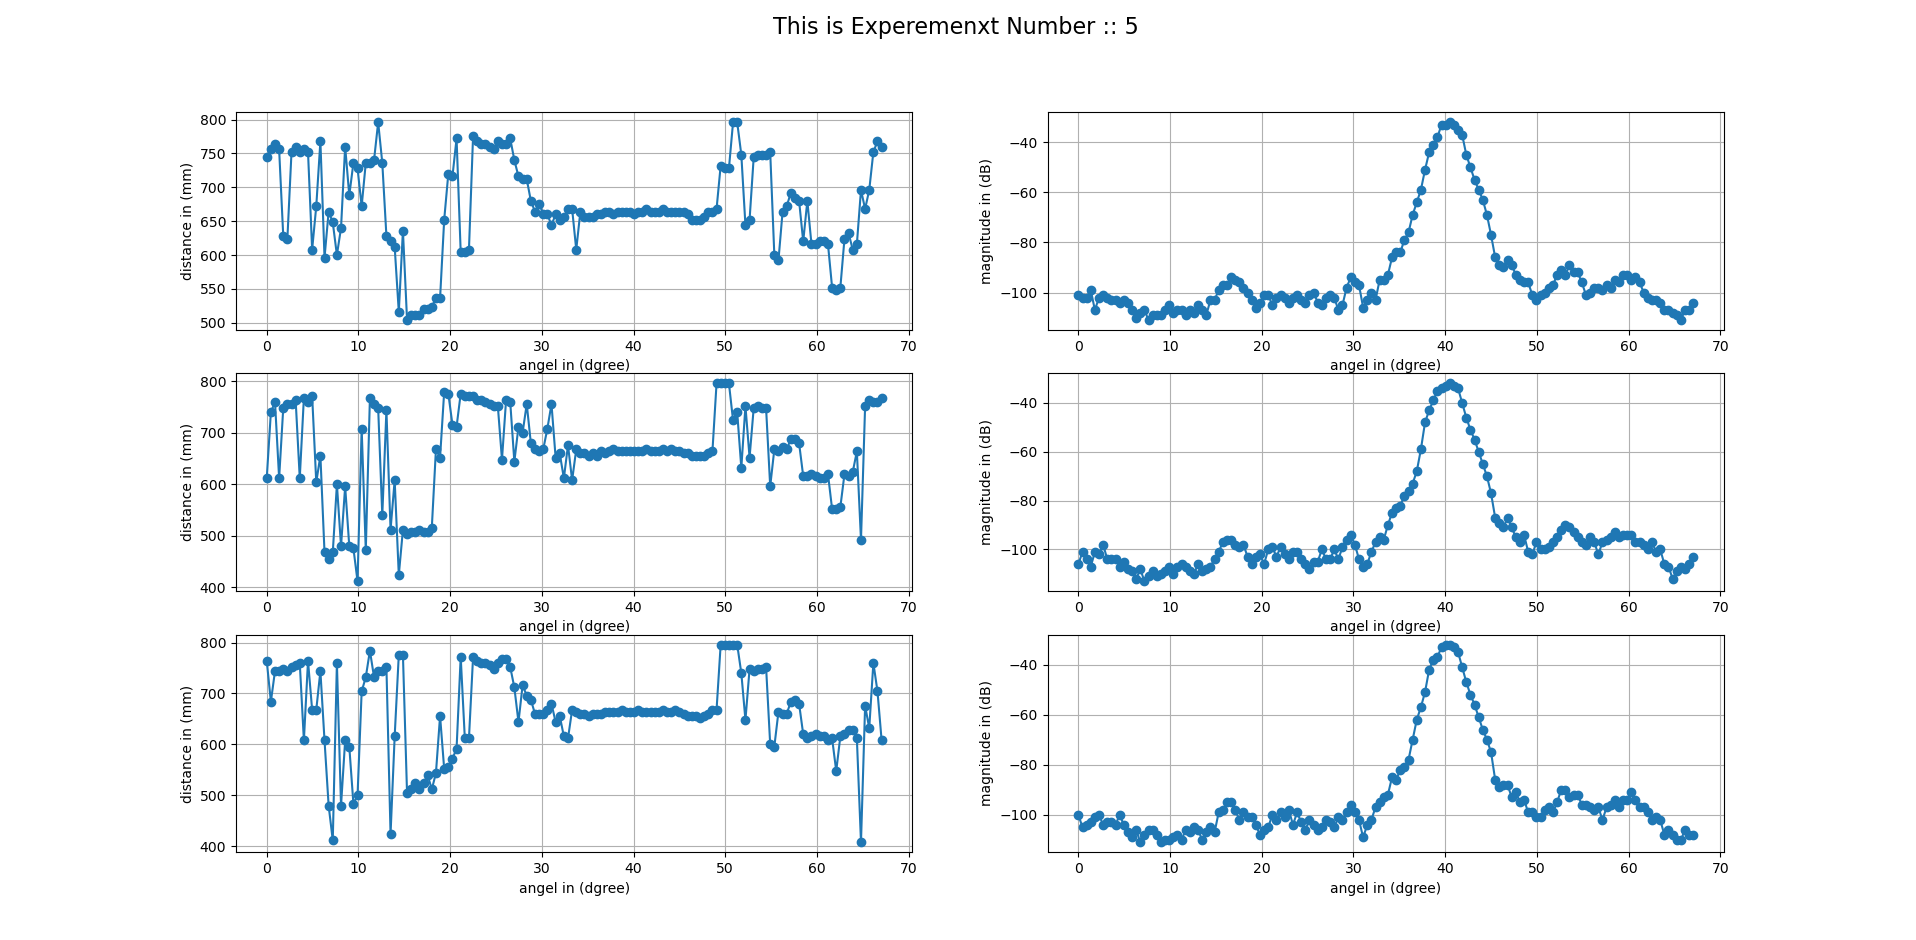 This is Experemenxt Number :: 5
800
750
700
650
600
550
500
distance in (mm)
0 10 20 30 40 50 60 70
angel in (dgree)
−40
−60
−80
−100
magnitude in (dB)
0 10 20 30 40 50 60 70
angel in (dgree)
800
700
600
500
400
distance in (mm)
0 10 20 30 40 50 60 70
angel in (dgree)
−40
−60
−80
−100
magnitude in (dB)
0 10 20 30 40 50 60 70
angel in (dgree)
800
700
600
500
400
distance in (mm)
0 10 20 30 40 50 60 70
angel in (dgree)
−40
−60
−80
−100
magnitude in (dB)
0 10 20 30 40 50 60 70
angel in (dgree)